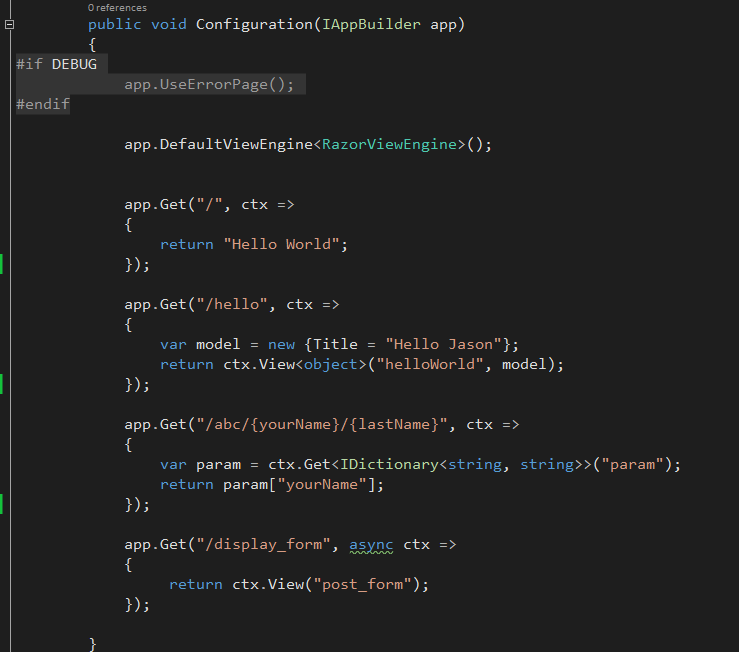 0 references
public void Configuration(IAppBuilder app)
{
#if DEBUG
app.UseErrorPage();
#endif
app.DefaultViewEngine<RazorViewEngine>();
app.Get("/", ctx =>
{
return "Hello World";
});
app.Get("/hello", ctx =>
{
var model = new {Title = "Hello Jason"};
return ctx.View<object>("helloWorld", model);
});
app.Get("/abc/{yourName}/{lastName}", ctx =>
{
var param = ctx.Get<IDictionary<string, string>>("param");
return param["yourName"];
});
app.Get("/display_form", async ctx =>
{
return ctx.View("post_form");
});
}